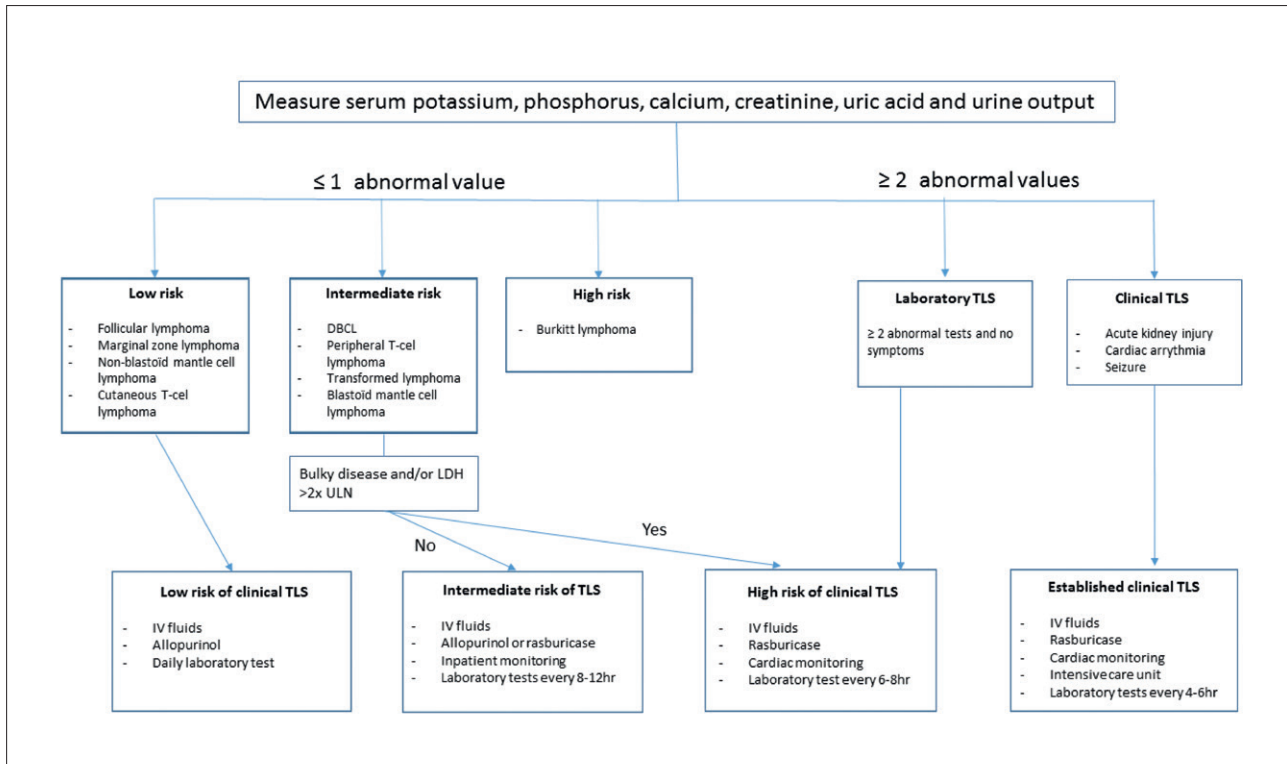 Measure serum potassium, phosphorus, calcium, creatinine, uric acid and urine output
≤ 1 abnormal value
≥ 2 abnormal values
Low risk
- Follicular lymphoma
- Marginal zone lymphoma
- Non-blastoïd mantle cell
lymphoma
- Cutaneous T-cel
lymphoma
Intermediate risk
- DBCL
- Peripheral T-cell
lymphoma
- Transformed lymphoma
- Blastoïd mantle cell
lymphoma
High risk
- Burkitt lymphoma
Laboratory TLS
≥ 2 abnormal tests and no
symptoms
Clinical TLS
- Acute kidney injury
- Cardiac arrythmia
- Seizure
Bulky disease and/or LDH
>2x ULN
No
Yes
Low risk of clinical TLS
- IV fluids
- Allopurinol
- Daily laboratory test
Intermediate risk of TLS
- IV fluids
- Allopurinol or rasburicase
- Inpatient monitoring
- Laboratory tests every 8-12hr
High risk of clinical TLS
- IV fluids
- Rasburicase
- Cardiac monitoring
- Laboratory test every 6-8hr
Established clinical TLS
- IV fluids
- Rasburicase
- Cardiac monitoring
- Intensive care unit
- Laboratory tests every 4-6hr